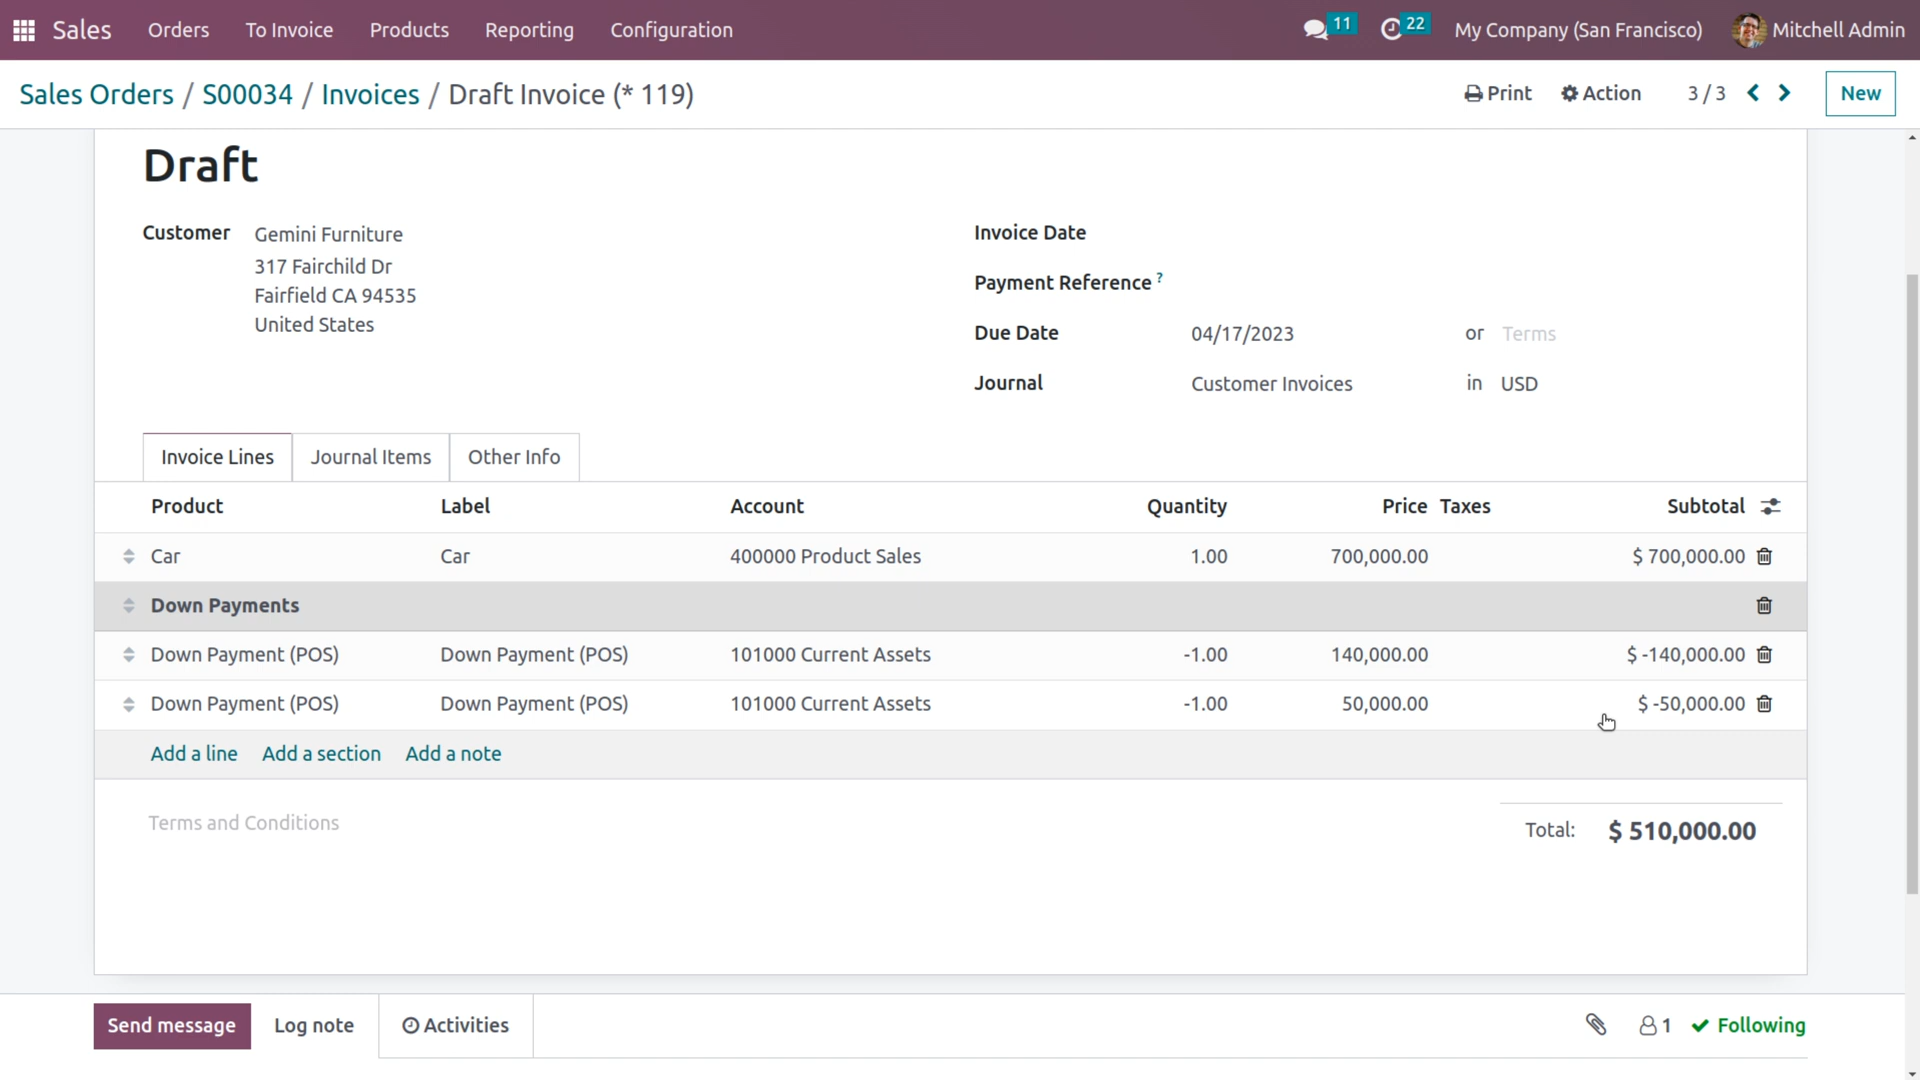 Sales Orders To Invoice Products Reporting Configuration 11 22 My Company (San Francisco) Mitchell Admin
Sales Orders / S00034 / Invoices / Draft Invoice (* 119) Print Action 3 / 3 New
Draft
Customer Gemini Furniture
317 Fairchild Dr
Fairfield CA 94535
United States
Invoice Date
Payment Reference ?
Due Date 04/17/2023 or Terms
Journal Customer Invoices in USD
Invoice Lines Journal Items Other Info
Product Label Account Quantity Price Taxes Subtotal
Car Car 400000 Product Sales 1.00 700,000.00 $ 700,000.00
Down Payments
Down Payment (POS) Down Payment (POS) 101000 Current Assets -1.00 140,000.00 $ -140,000.00
Down Payment (POS) Down Payment (POS) 101000 Current Assets -1.00 50,000.00 $ -50,000.00
Add a line Add a section Add a note
Terms and Conditions
Total: $ 510,000.00
Send message Log note Activities 1 Following